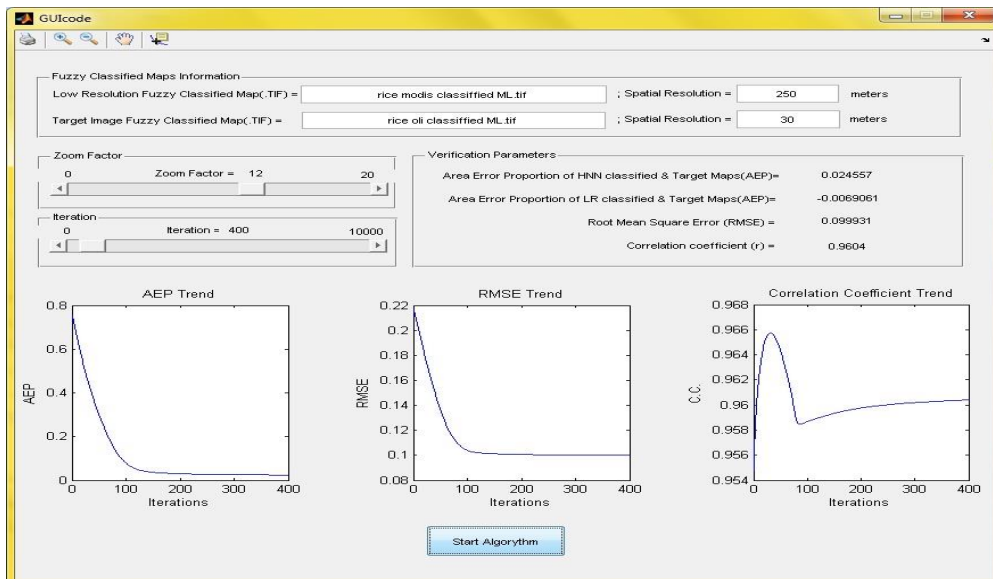 GUIcode
Fuzzy Classified Maps Information
Low Resolution Fuzzy Classified Map(.TIF) = rice modis classiffied ML.tif ; Spatial Resolution = 250 meters
Target Image Fuzzy Classified Map(.TIF) = rice oli classiffied ML.tif ; Spatial Resolution = 30 meters
Zoom Factor
0 Zoom Factor = 12 20
Iteration
0 Iteration = 400 10000
Verification Parameters
Area Error Proportion of HNN classified & Target Maps(AEP)= 0.024557
Area Error Proportion of LR classified & Target Maps(AEP)= -0.0069061
Root Mean Square Error (RMSE) = 0.099931
Correlation coefficient (r) = 0.9604
AEP Trend
0.8
0.6
0.4
0.2
0
AEP
0 100 200 300 400
Iterations
RMSE Trend
0.22
0.2
0.18
0.16
0.14
0.12
0.1
0.08
RMSE
0 100 200 300 400
Iterations
Correlation Coefficient Trend
0.968
0.966
0.964
0.962
0.96
0.958
0.956
0.954
C.C.
0 100 200 300 400
Iterations
Start Algorythm